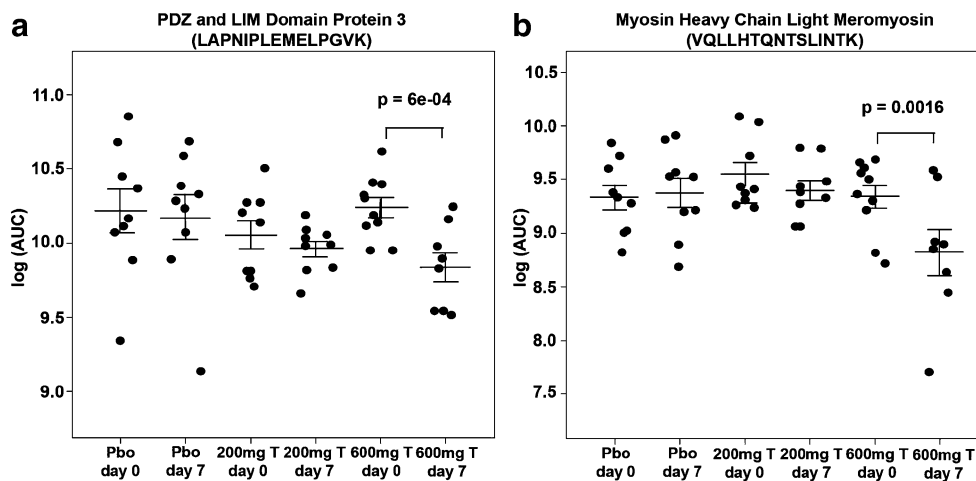 a
PDZ and LIM Domain Protein 3
(LAPNIPLEMELPGVK)
log (AUC)
11.0
10.5
10.0
9.5
9.0
p = 6e-04
Pbo
day 0
Pbo
day 7
200mg T
day 0
200mg T
day 7
600mg T
day 0
600mg T
day 7
b
Myosin Heavy Chain Light Meromyosin
(VQLLHTQNTSLINTK)
log (AUC)
10.5
10.0
9.5
9.0
8.5
8.0
7.5
p = 0.0016
Pbo
day 0
Pbo
day 7
200mg T
day 0
200mg T
day 7
600mg T
day 0
600mg T
day 7